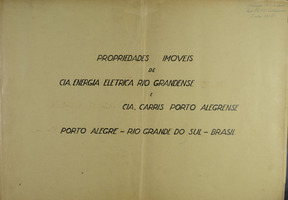 PROPRIEDADES IMOVEIS
DE
CIA. ENERGIA ELETRICA RIO GRANDENSE
E
CIA. CARRIS PORTO ALEGRENSE
PORTO ALEGRE – RIO GRANDE DO SUL – BRASIL